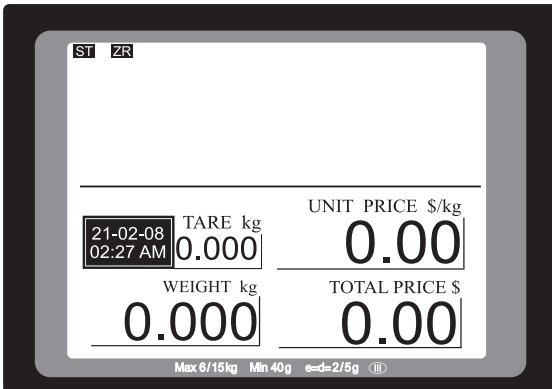 ST ZR
UNIT PRICE $/kg
TARE kg
21-02-08
02:27 AM
0.000
0.00
WEIGHT kg
TOTAL PRICE $
0.000
0.00
Max 6/15kg Min 40g e=d=2/5g III